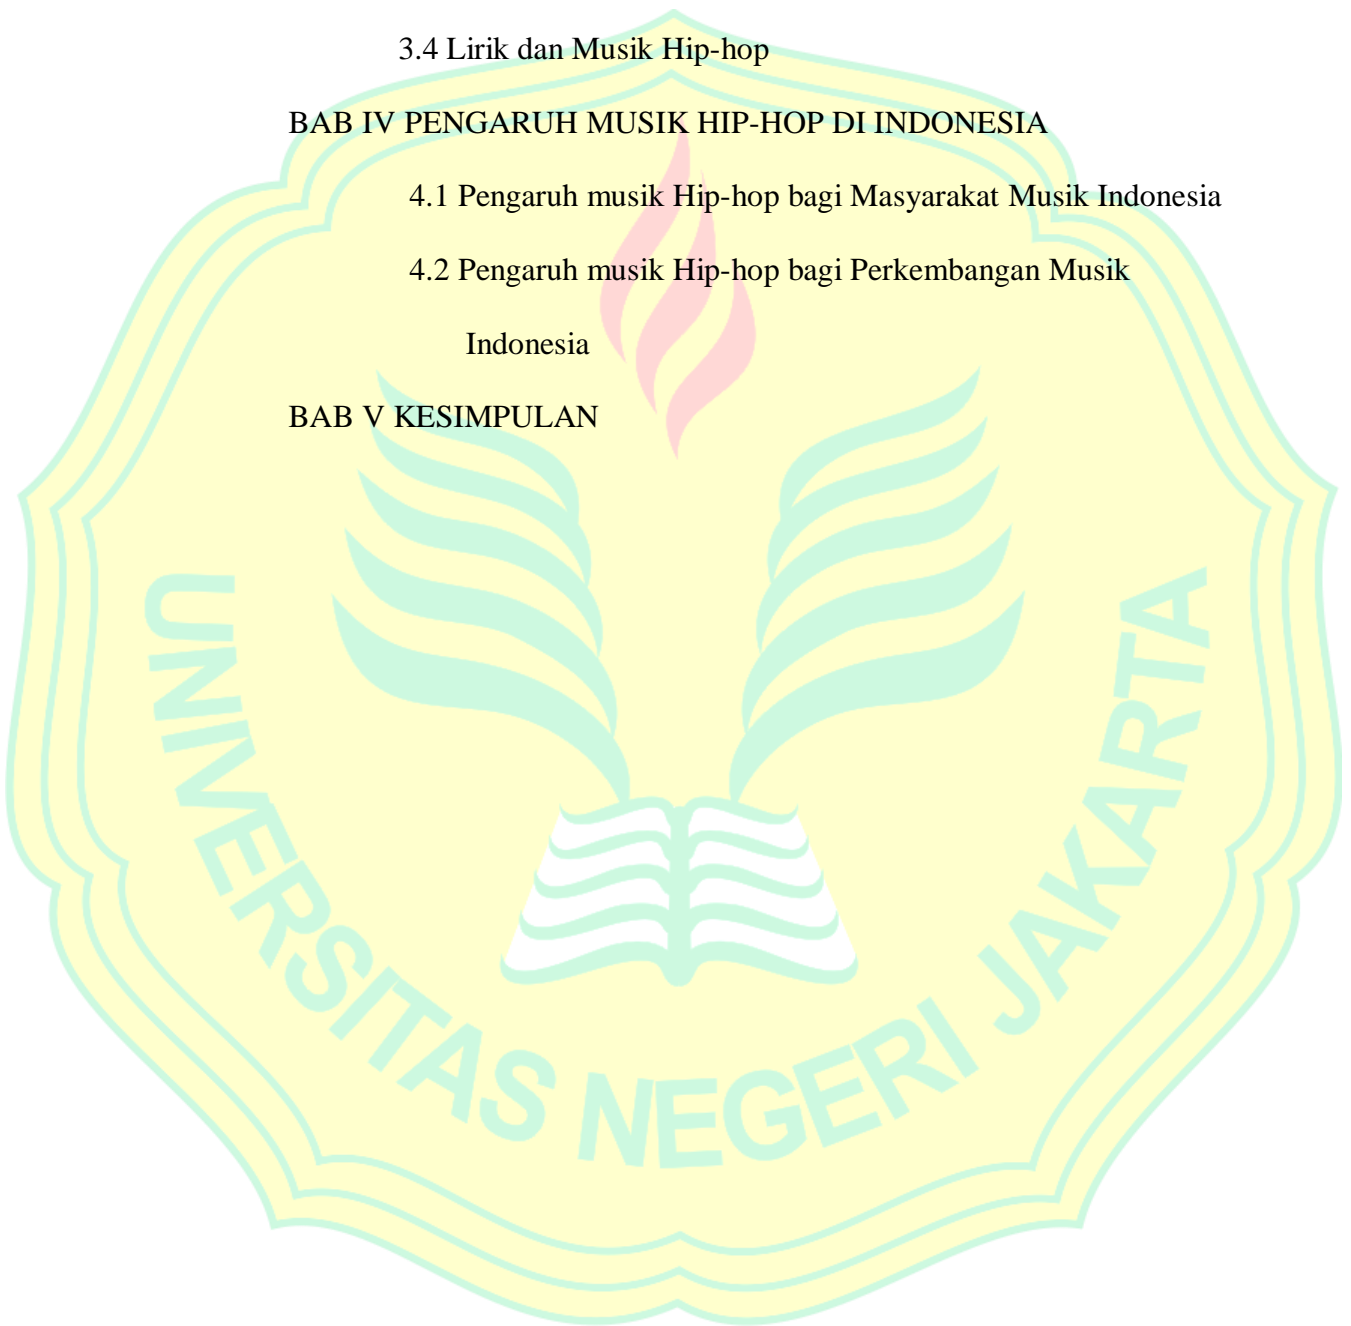 3.4 Lirik dan Musik Hip-hop
BAB IV PENGARUH MUSIK HIP-HOP DI INDONESIA
4.1 Pengaruh musik Hip-hop bagi Masyarakat Musik Indonesia
4.2 Pengaruh musik Hip-hop bagi Perkembangan Musik
Indonesia
BAB V KESIMPULAN
UNIVERSITAS NEGERI JAKARTA